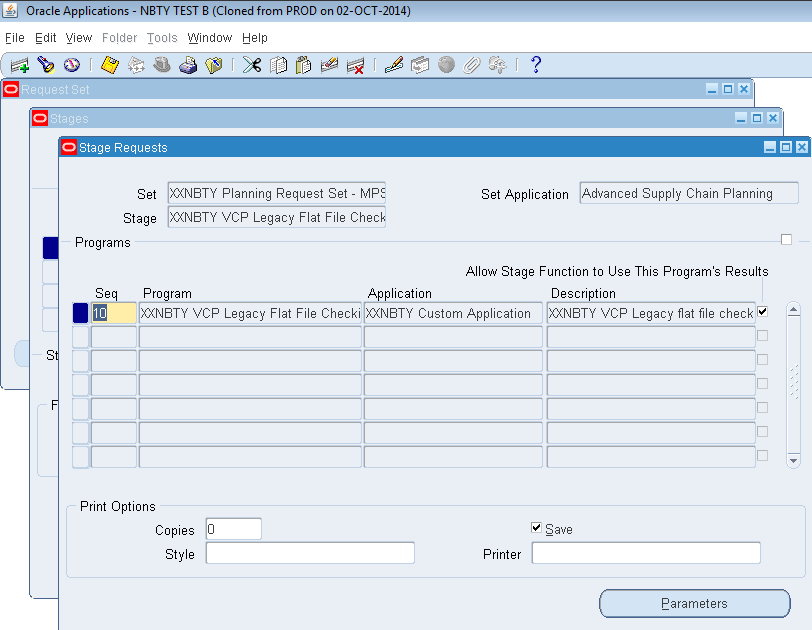 Oracle Applications - NBTY TEST B (Cloned from PROD on 02-OCT-2014)
File Edit View Folder Tools Window Help
Request Set
Stages
Stage Requests
Set XXNBTY Planning Request Set - MPS Set Application Advanced Supply Chain Planning
Stage XXNBTY VCP Legacy Flat File Check
Programs
Allow Stage Function to Use This Program's Results
Seq Program Application Description
10 XXNBTY VCP Legacy Flat File Checki XXNBTY Custom Application XXNBTY VCP Legacy flat file check
St
F
Print Options
Copies 0 Save
Style Printer
Parameters